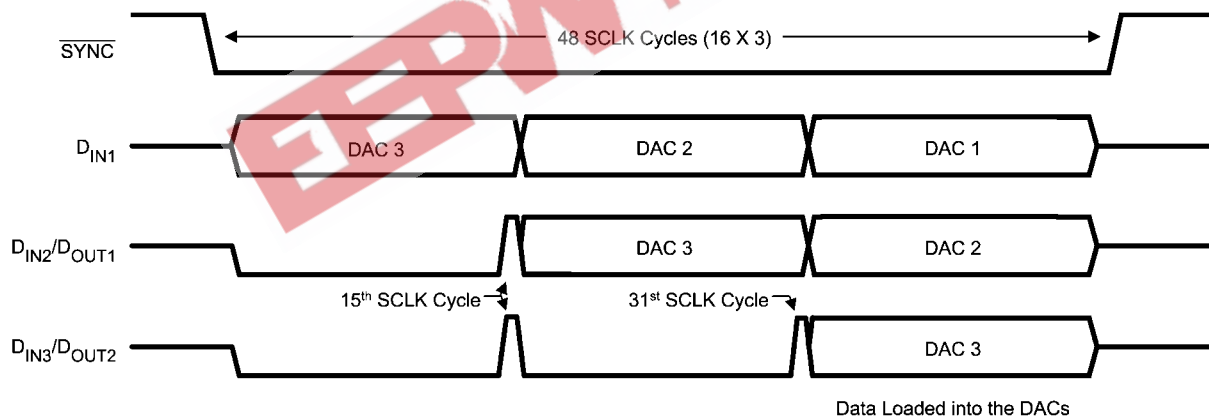 SYNC
48 SCLK Cycles (16 X 3)
DIN1
DAC 3
DAC 2
DAC 1
DIN2/DOUT1
DAC 3
DAC 2
15th SCLK Cycle
31st SCLK Cycle
DIN3/DOUT2
DAC 3
Data Loaded into the DACs
EEPW